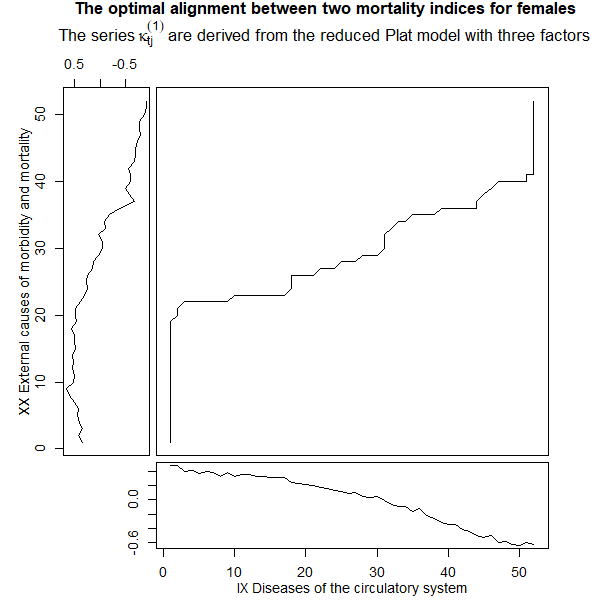 The optimal alignment between two mortality indices for females
The series κtj(1) are derived from the reduced Plat model with three factors
0.5 -0.5
XX External causes of morbidity and mortality
50
40
30
20
10
0
0.0
-0.6
0 10 20 30 40 50
IX Diseases of the circulatory system